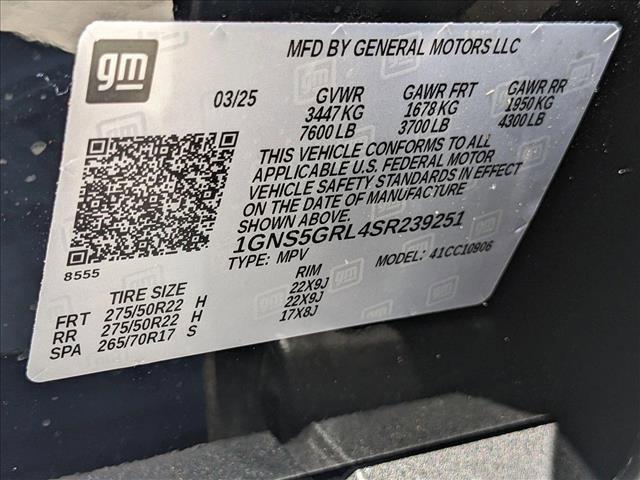 gm
MFD BY GENERAL MOTORS LLC
03/25 GVWR GAWR FRT GAWR RR
3447 KG 1678 KG 1950 KG
7600 LB 3700 LB 4300 LB
THIS VEHICLE CONFORMS TO ALL
APPLICABLE U.S. FEDERAL MOTOR
VEHICLE SAFETY STANDARDS IN EFFECT
ON THE DATE OF MANUFACTURE
SHOWN ABOVE.
1GNS5GRL4SR239251
8555
TYPE: MPV MODEL: 41CC10906
TIRE SIZE RIM
FRT 275/50R22 H 22X9J
RR 275/50R22 H 22X9J
SPA 265/70R17 S 17X8J